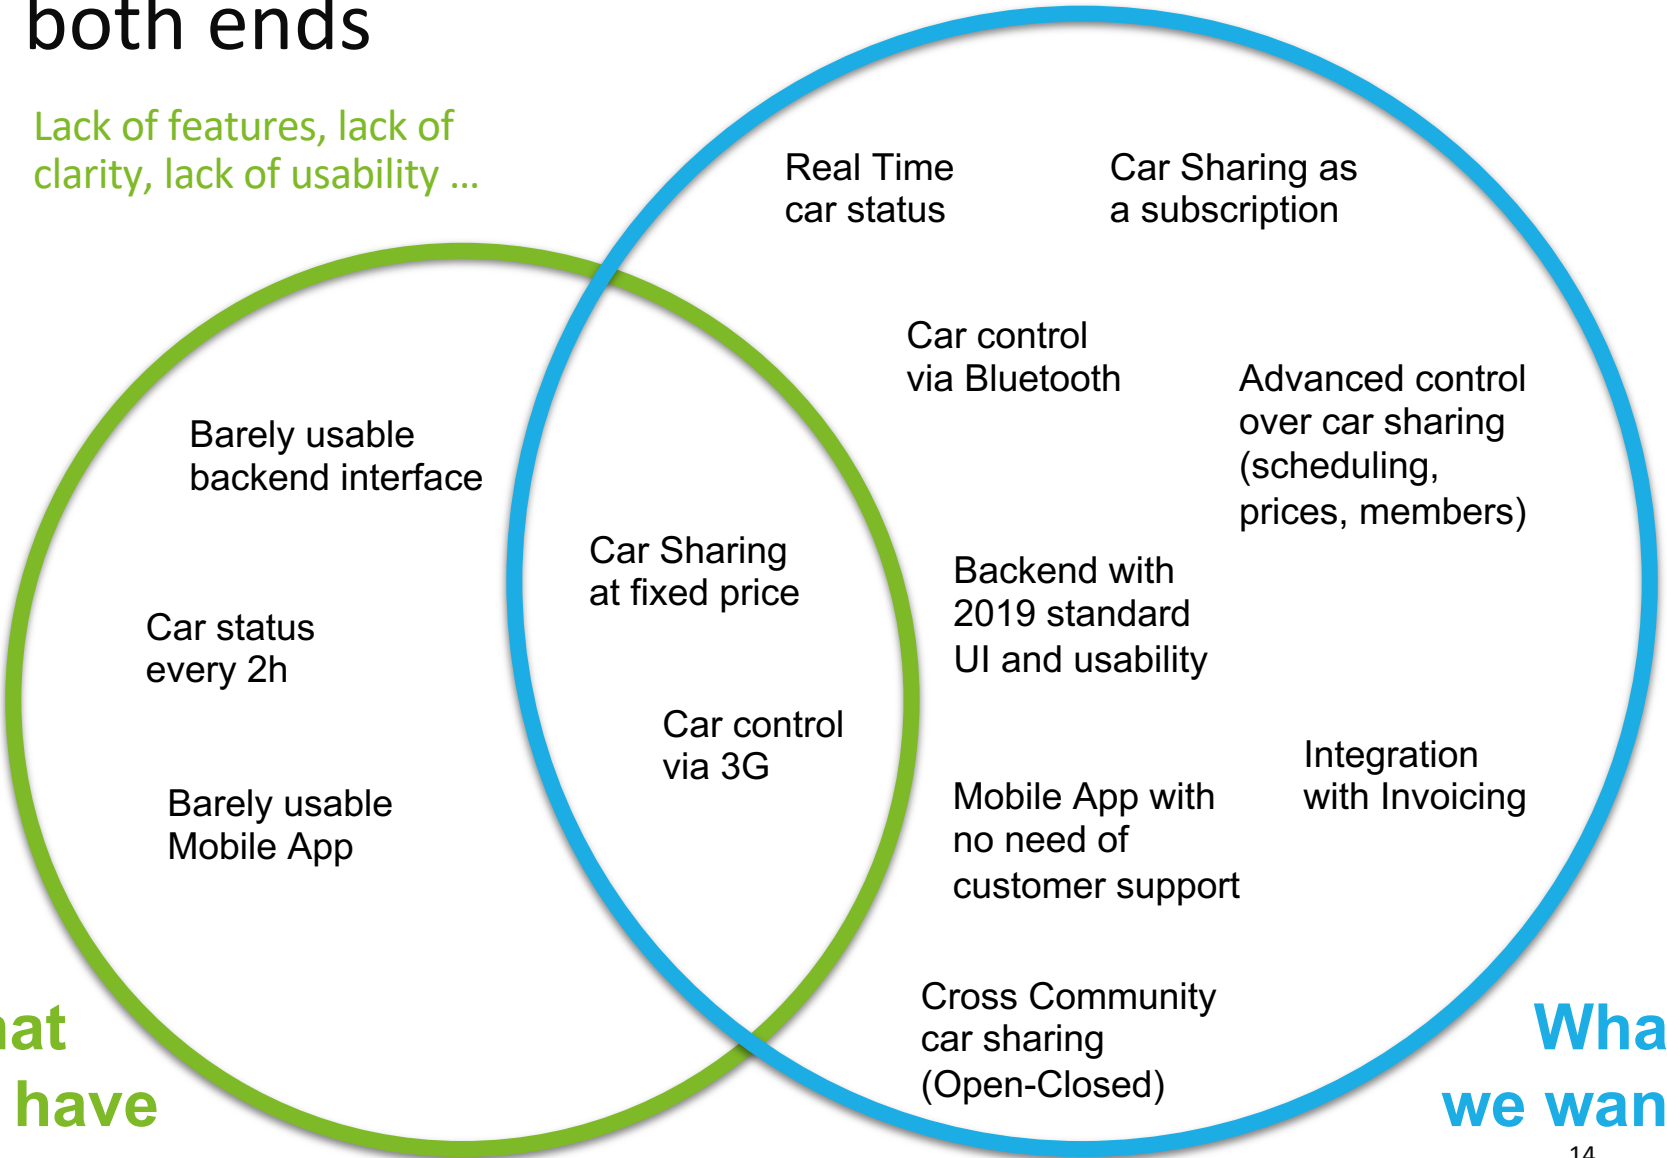 both ends
Lack of features, lack of
clarity, lack of usability ...
Real Time
car status
Car Sharing as
a subscription
Car control
via Bluetooth
Advanced control
over car sharing
(scheduling,
prices, members)
Barely usable
backend interface
Car Sharing
at fixed price
Backend with
2019 standard
UI and usability
Car status
every 2h
Car control
via 3G
Integration
with Invoicing
Barely usable
Mobile App
Mobile App with
no need of
customer support
Cross Community
car sharing
(Open-Closed)
have
we
14